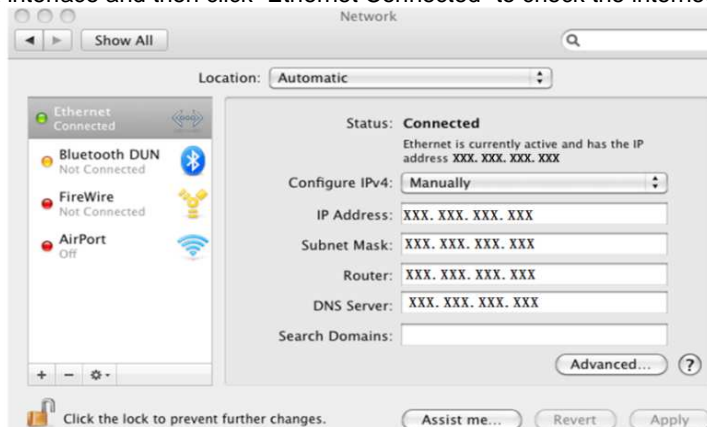 interface and then click "Ethernet Connected" to check the interne
Network
Show All
Location: Automatic
Ethernet
Connected
Bluetooth DUN
Not Connected
FireWire
Not Connected
AirPort
Off
Status: Connected
Ethernet is currently active and has the IP
address XXX. XXX. XXX. XXX
Configure IPv4: Manually
IP Address: XXX. XXX. XXX. XXX
Subnet Mask: XXX. XXX. XXX. XXX
Router: XXX. XXX. XXX. XXX
DNS Server: XXX. XXX. XXX. XXX
Search Domains:
Advanced... ?
Click the lock to prevent further changes.
Assist me... Revert Apply